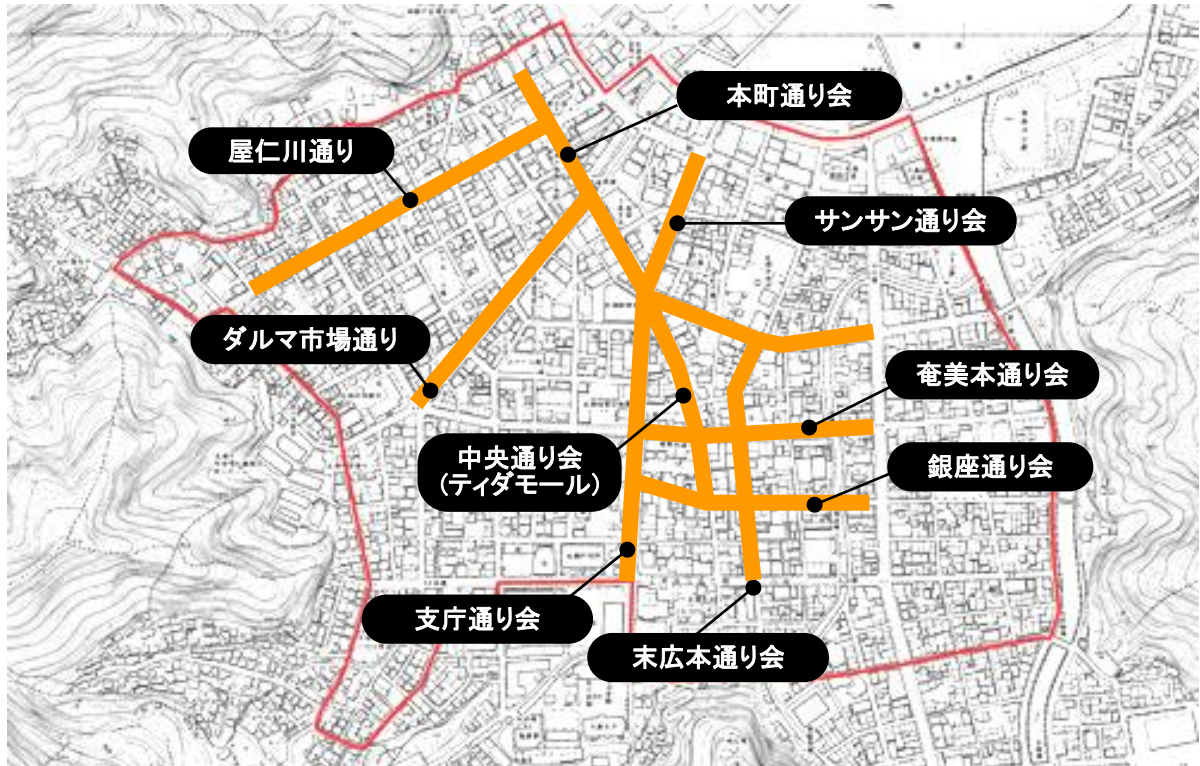 本町通り会
屋仁川通り
サンサン通り会
ダルマ市場通り
奄美本通り会
中央通り会
(ティダモール)
銀座通り会
支庁通り会
末広本通り会